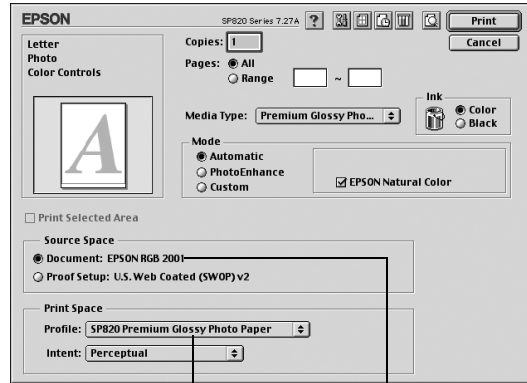 EPSON SP820 Series 7.27A ? Print
Letter
Photo
Color Controls
Cancel
Copies: 1
Pages: All
Range ~
Media Type: Premium Glossy Pho...
Ink
Color
Black
A
Mode
Automatic
PhotoEnhance
Custom
EPSON Natural Color
Print Selected Area
Source Space
Document: EPSON RGB 2001
Proof Setup: U.S. Web Coated (SWOP) v2
Print Space
Profile: SP820 Premium Glossy Photo Paper
Intent: Perceptual